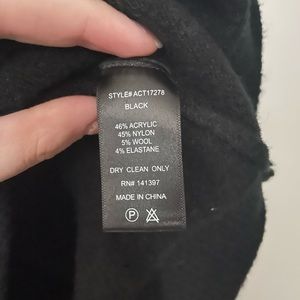 STYLE# ACT17278
BLACK
46% ACRYLIC
45% NYLON
5% WOOL
4% ELASTANE
DRY CLEAN ONLY
RN# 141397
MADE IN CHINA
P